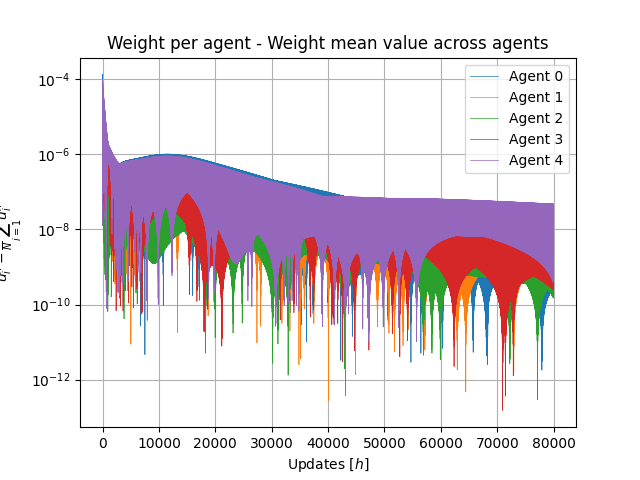 Weight per agent - Weight mean value across agents
Agent 0
Agent 1
Agent 2
Agent 3
Agent 4
10⁻⁴
10⁻⁶
10⁻⁸
10⁻¹⁰
10⁻¹²
0 10000 20000 30000 40000 50000 60000 70000 80000
Updates [h]